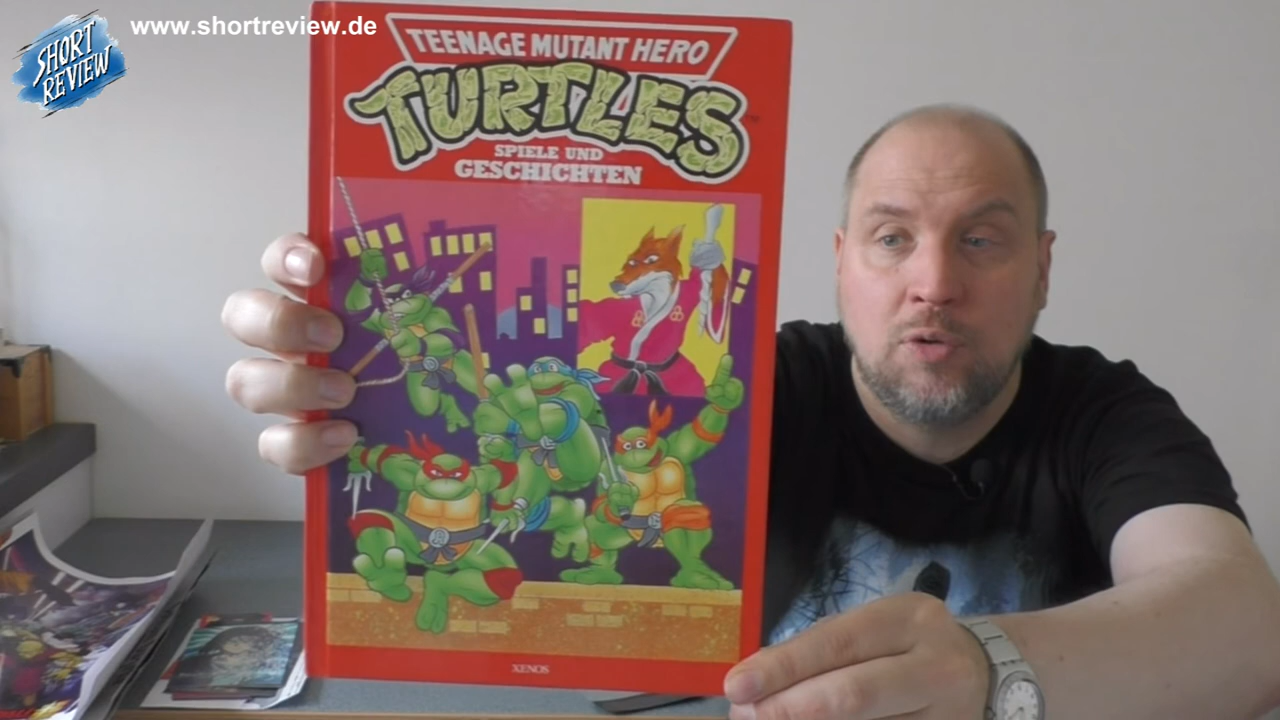 SHORT
REVIEW
www.shortreview.de
TEENAGE MUTANT HERO
TURTLES
SPIELE UND
GESCHICHTEN
XENOS